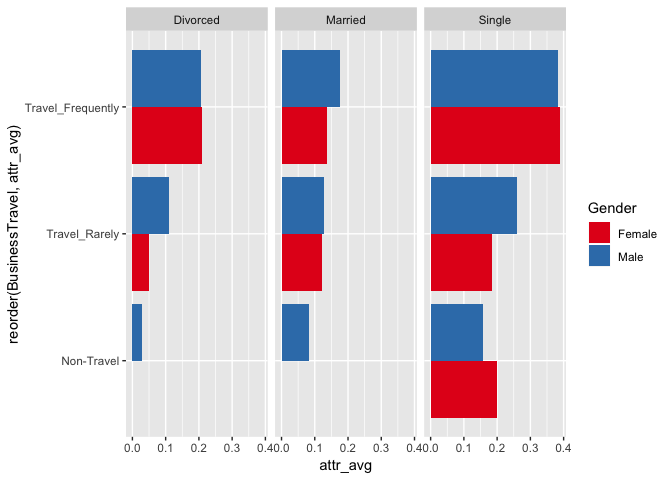 Divorced Married Single
reorder(BusinessTravel, attr_avg)
Travel_Frequently
Travel_Rarely
Non-Travel
0.0 0.1 0.2 0.3 0.4 0.0 0.1 0.2 0.3 0.4 0.0 0.1 0.2 0.3 0.4
attr_avg
Gender
Female
Male